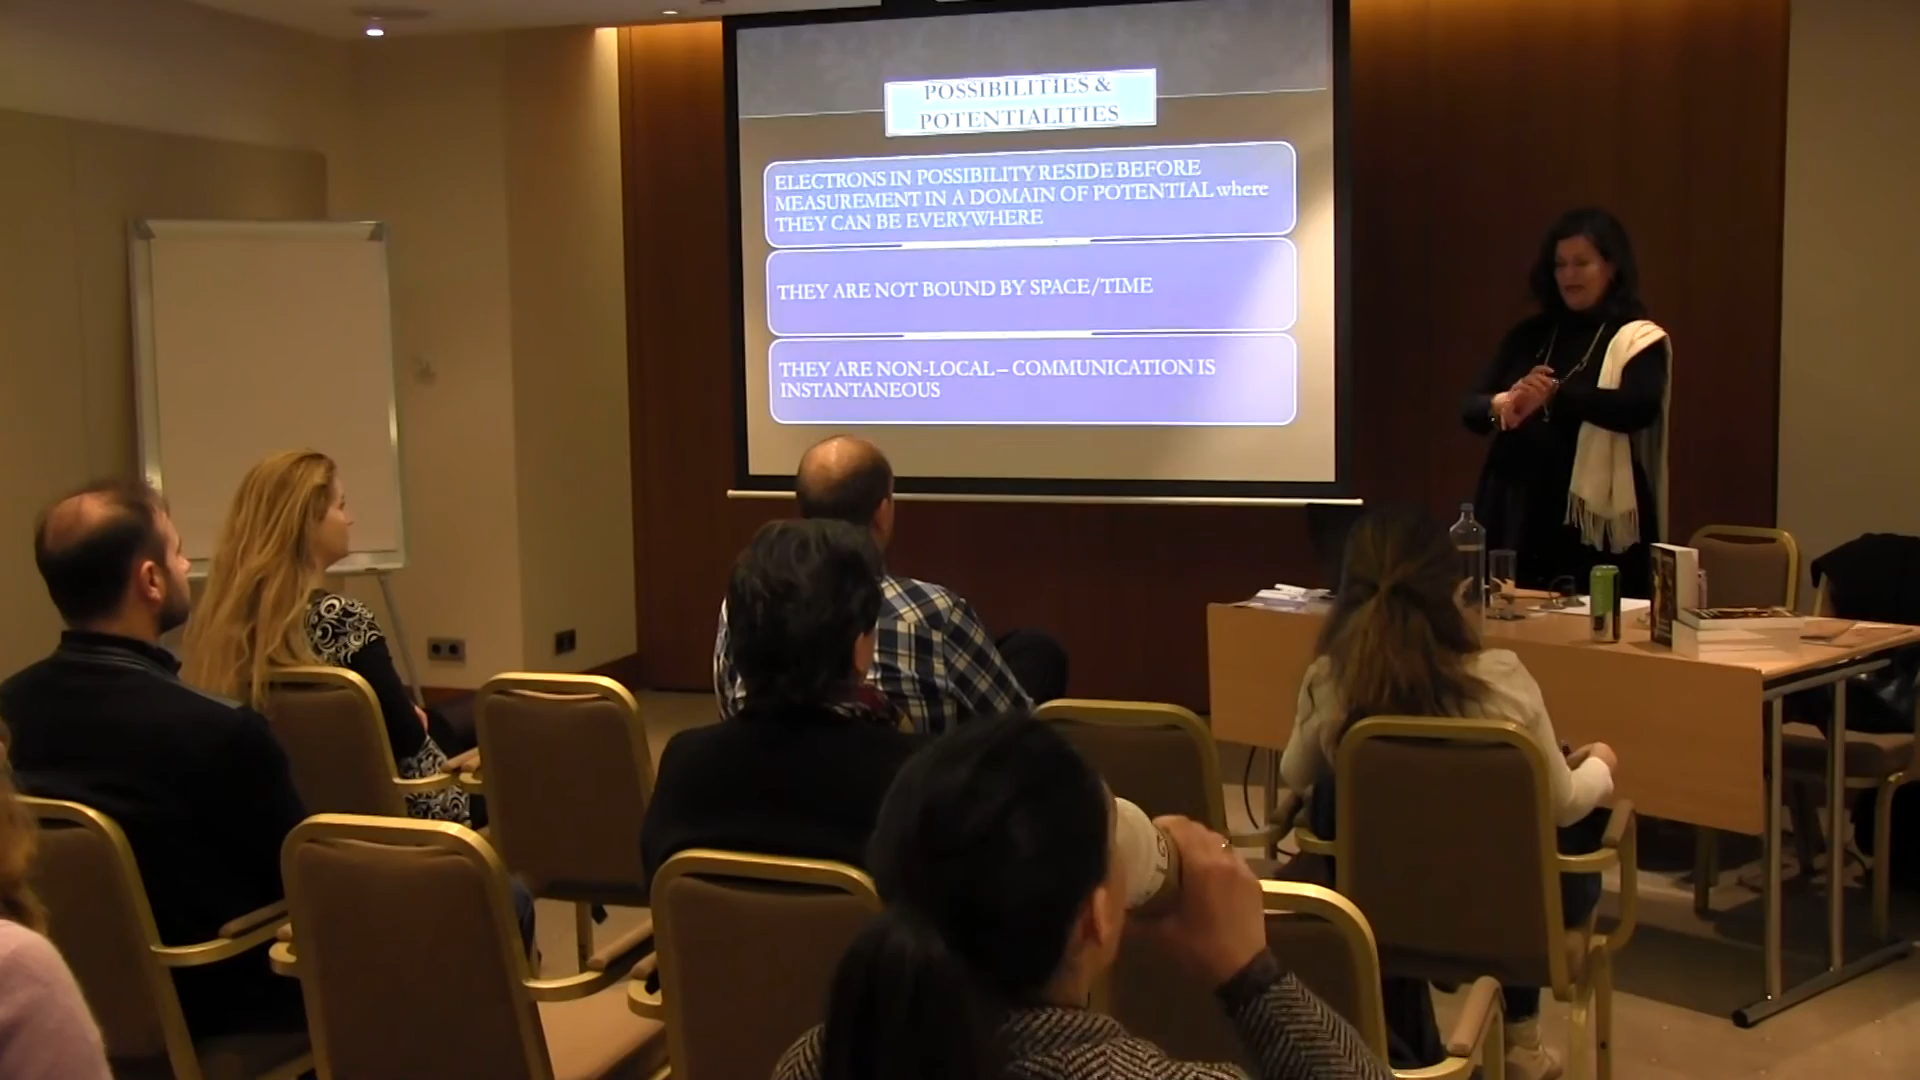 POSSIBILITIES &
POTENTIALITIES
ELECTRONS IN POSSIBILITY RESIDE BEFORE
MEASUREMENT IN A DOMAIN OF POTENTIAL where
THEY CAN BE EVERYWHERE
THEY ARE NOT BOUND BY SPACE/TIME
THEY ARE NON-LOCAL – COMMUNICATION IS
INSTANTANEOUS